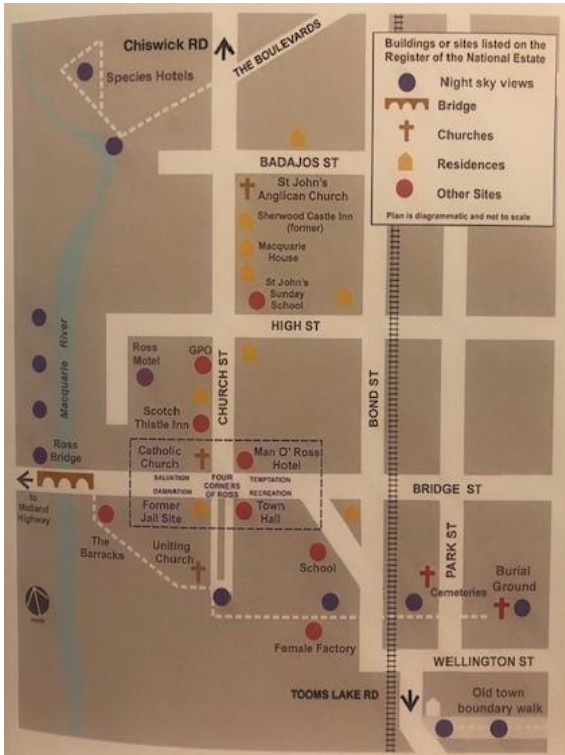 Chiswick RD
THE BOULEVARDS
Species Hotels
Buildings or sites listed on the
Register of the National Estate
Night sky views
Bridge
Churches
Residences
Other Sites
Plan is diagrammatic and not to scale
BADAJOS ST
St John's
Anglican Church
Sherwood Castle Inn
(former)
Macquarie
House
St John's
Sunday
School
HIGH ST
Macquarie River
Ross
Motel
GPO
CHURCH ST
BOND ST
Scotch
Thistle Inn
Ross
Bridge
Catholic
Church
Man O' Ross
Hotel
SALVATION
FOUR
CORNERS
OF ROSS
TEMPTATION
DAMNATION
RECREATION
BRIDGE ST
to
Midland
Highway
Former
Jail Site
Town
Hall
The
Barracks
Uniting
Church
School
PARK ST
Burial
Ground
Cemeteries
Female Factory
WELLINGTON ST
TOOMS LAKE RD
Old town
boundary walk